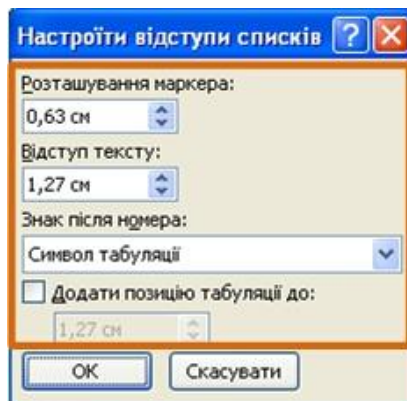 Настроїти відступи списків
Розташування маркера:
0,63 см
Відступ тексту:
1,27 см
Знак після номера:
Символ табуляції
Додати позицію табуляції до:
1,27 см
ОК
Скасувати